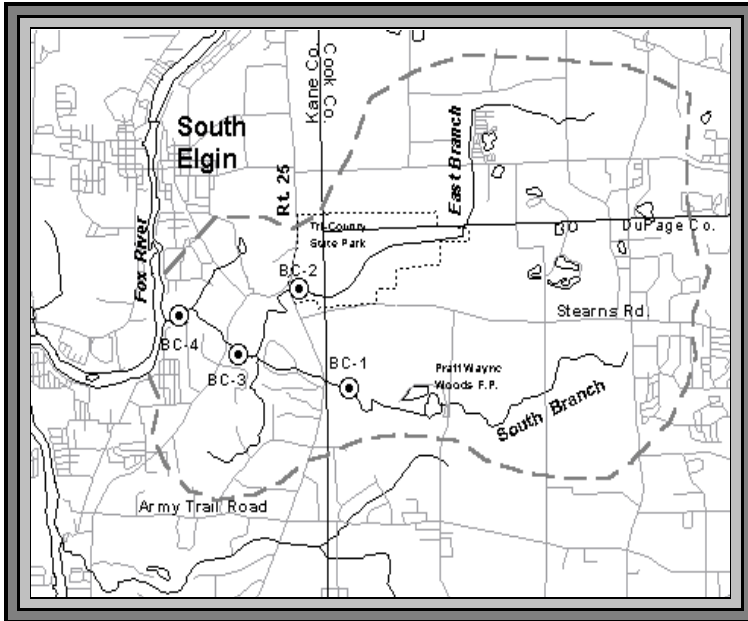 South
Elgin
Kane Co.
Cook Co.
East Branch
Rt. 25
Tri-County
State Park
DuPage Co.
Fox River
BC-2
Stearns Rd.
BC-4
BC-3
BC-1
Pratt Wayne
Woods F.P.
South Branch
Army Trail Road